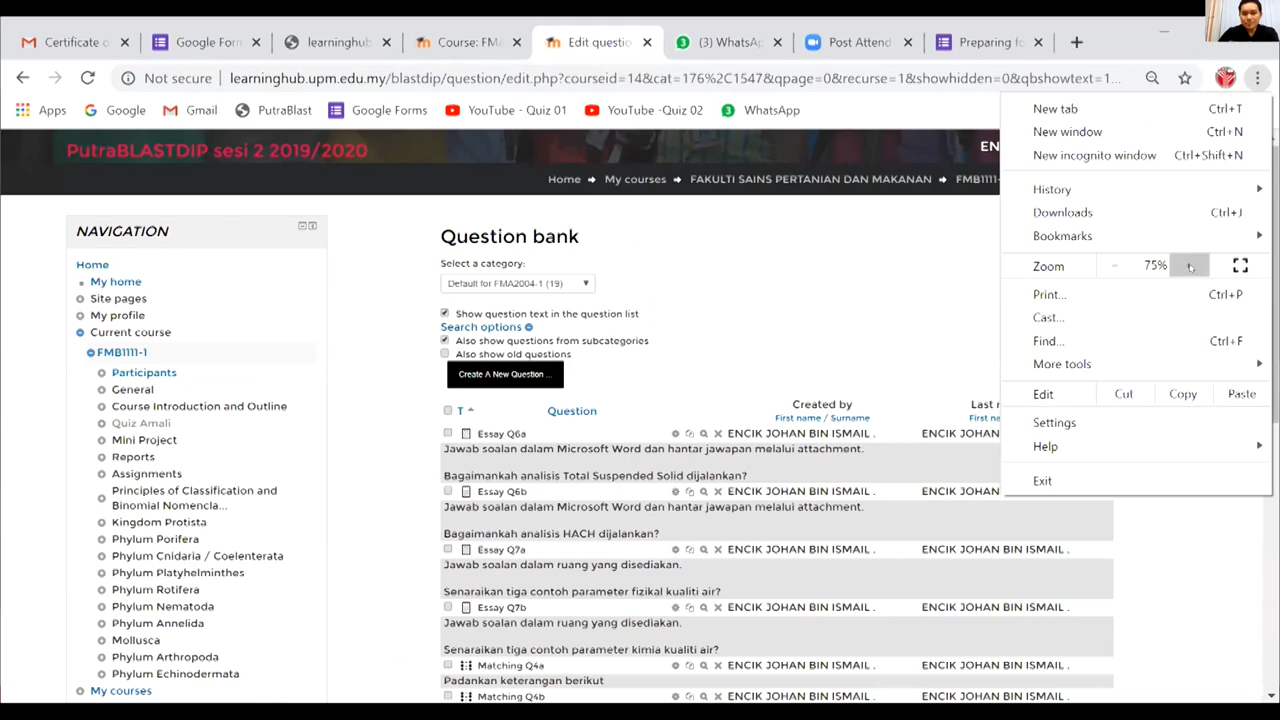 Certificate o
Google For
learninghub
Course: FMA
Edit questio
(3) WhatsAp
Post Attend
Preparing fo
Not secure
learninghub.upm.edu.my/blastdip/question/edit.php?courseid=14&cat=176%2C1547&qpage=0&recurse=1&showhidden=0&qbshowtext=1...
Apps
Google
Gmail
PutraBlast
Google Forms
YouTube - Quiz 01
YouTube -Quiz 02
WhatsApp
New tab Ctrl+T
New window Ctrl+N
New incognito window Ctrl+Shift+N
History
Downloads Ctrl+J
Bookmarks
Zoom - 75% +
Print... Ctrl+P
Cast...
Find... Ctrl+F
More tools
Edit Cut Copy Paste
Settings
Help
Exit
PutraBLASTDIP sesi 2 2019/2020
EN
Home My courses FAKULTI SAINS PERTANIAN DAN MAKANAN FMB1111-
NAVIGATION
Home
My home
Site pages
My profile
Current course
FMB1111-1
Participants
General
Course Introduction and Outline
Quiz Amali
Mini Project
Reports
Assignments
Principles of Classification and
Binomial Nomencla...
Kingdom Protista
Phylum Porifera
Phylum Cnidaria / Coelenterata
Phylum Platyhelminthes
Phylum Rotifera
Phylum Nematoda
Phylum Annelida
Mollusca
Phylum Arthropoda
Phylum Echinodermata
My courses
Question bank
Select a category:
Default for FMA2004-1 (19)
Show question text in the question list
Search options
Also show questions from subcategories
Also show old questions
Create A New Question ...
T Question Created by Last
First name / Surname First na
Essay Q6a ENCIK JOHAN BIN ISMAIL . ENCIK JOHAN BIN ISMAIL .
Jawab soalan dalam Microsoft Word dan hantar jawapan melalui attachment.
Bagaimankah analisis Total Suspended Solid dijalankan?
Essay Q6b ENCIK JOHAN BIN ISMAIL . ENCIK JOHAN BIN ISMAIL .
Jawab soalan dalam Microsoft Word dan hantar jawapan melalui attachment.
Bagaimankah analisis HACH dijalankan?
Essay Q7a ENCIK JOHAN BIN ISMAIL . ENCIK JOHAN BIN ISMAIL .
Jawab soalan dalam ruang yang disediakan.
Senaraikan tiga contoh parameter fizikal kualiti air?
Essay Q7b ENCIK JOHAN BIN ISMAIL . ENCIK JOHAN BIN ISMAIL .
Jawab soalan dalam ruang yang disediakan.
Senaraikan tiga contoh parameter kimia kualiti air?
Matching Q4a ENCIK JOHAN BIN ISMAIL . ENCIK JOHAN BIN ISMAIL .
Padankan keterangan berikut
Matching Q4b ENCIK JOHAN BIN ISMAIL . ENCIK JOHAN BIN ISMAIL .